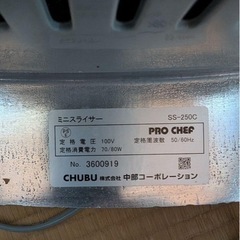 ミニスライサー SS-250C
定格電圧 100V PRO CHEF
定格消費電力 70/80W 定格周波数 50/60Hz
No. 3600919
CHUBU 株式会社 中部コーポレーション